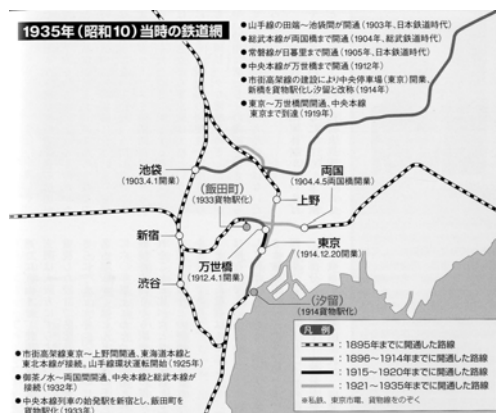 1935年（昭和10）当時の鉄道網
●山手線の田端～池袋間が開通（1903年、日本鉄道時代）
●総武本線が両国橋まで開通（1904年、総武鉄道時代）
●常磐線が日暮里まで開通（1905年、日本鉄道時代）
●中央本線が万世橋まで開通（1912年）
●市街高架線の建設により中央停車場（東京）開業、
新橋を貨物駅化し汐留と改称（1914年）
●東京～万世橋間開通、中央本線
東京まで到達（1919年）
池袋
（1903.4.1開業）
（飯田町）
（1933貨物駅化）
両国
（1904.4.5両国橋開業）
上野
新宿
万世橋
（1912.4.1開業）
東京
（1914.12.20開業）
渋谷
（汐留）
（1914貨物駅化）
凡例
：1895年までに開通した路線
：1896～1914年までに開通した路線
：1915～1920年までに開通した路線
：1921～1935年までに開通した路線
※私鉄、東京市電、貨物線をのぞく
●市街高架線東京～上野間開通、東海道本線と
東北本線が接続。山手線環状運転開始（1925年）
●御茶ノ水～両国間開通、中央本線と総武本線が
接続（1932年）
●中央本線列車の始発駅を新宿とし、飯田町を
貨物駅化（1933年）